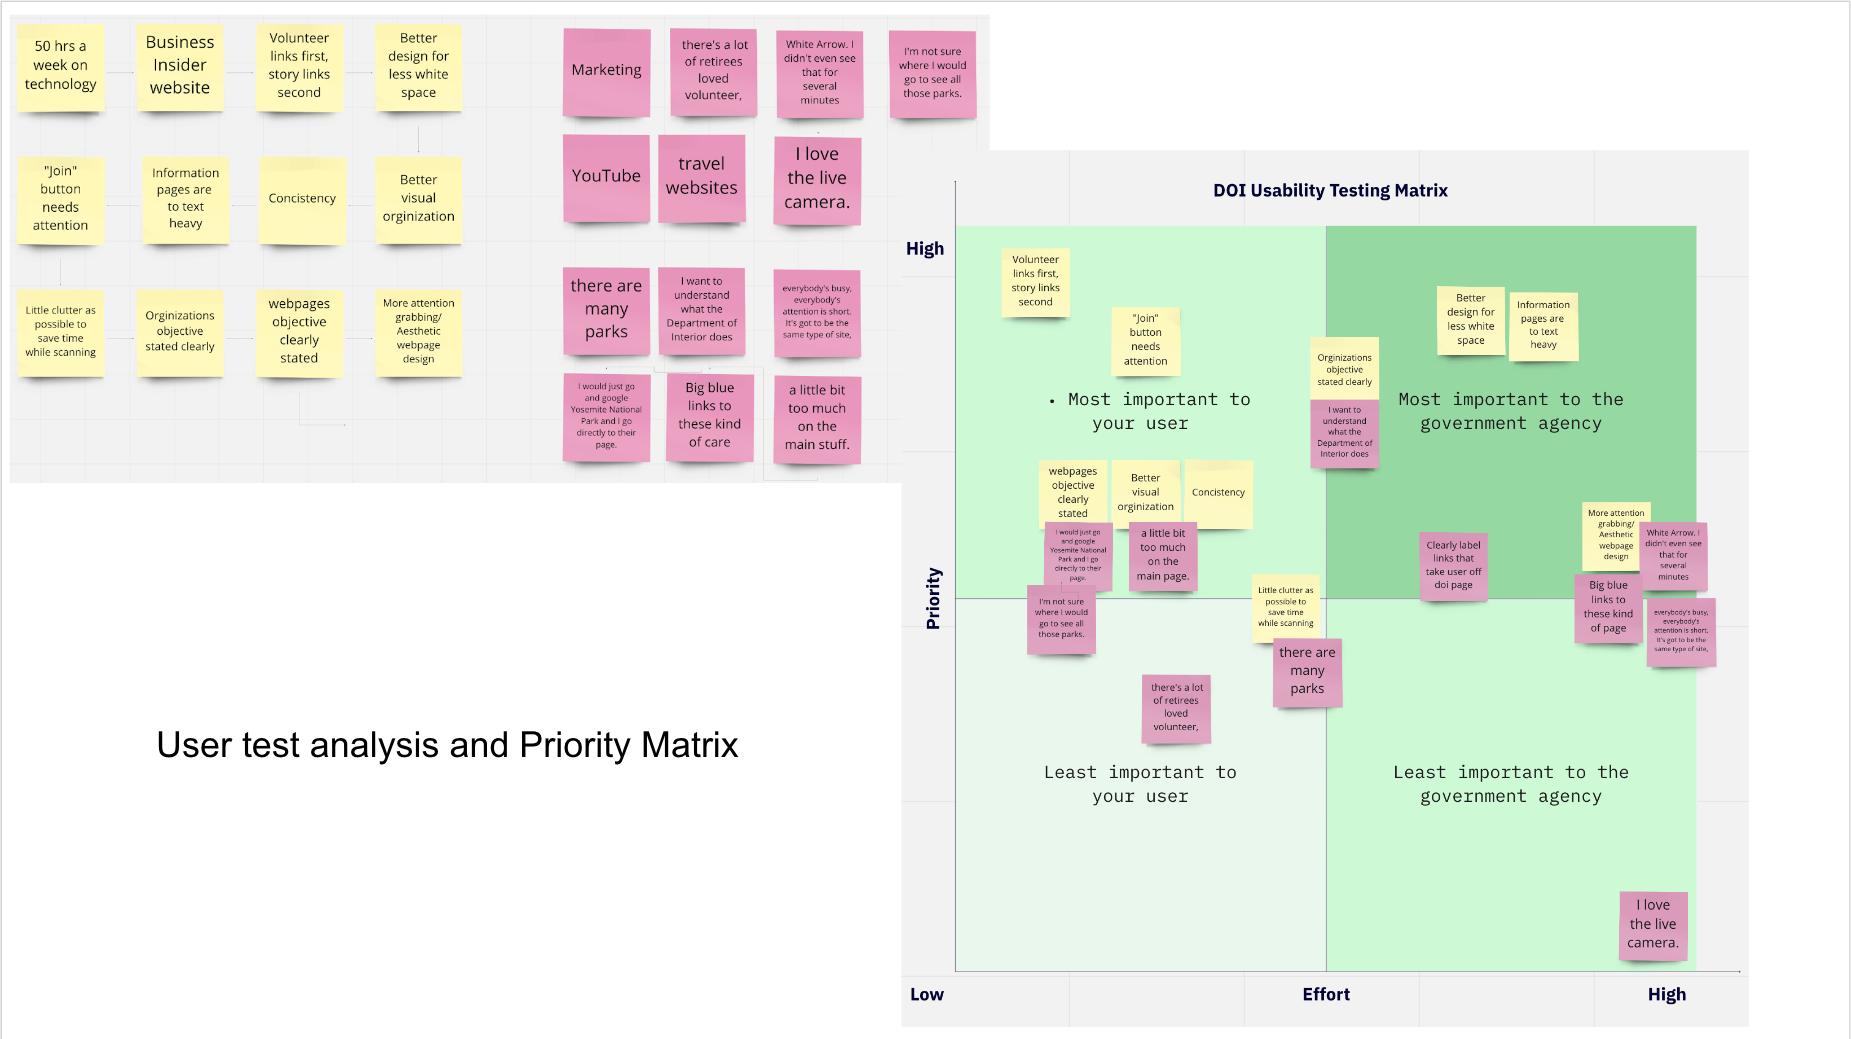 50 hrs a
week on
technology
Business
Insider
website
Volunteer
links first,
story links
second
Better
design for
less white
space
"Join"
button
needs
attention
Information
pages are
to text
heavy
Concistency
Better
visual
orginization
Little clutter as
possible to
save time
while scanning
Orginizations
objective
stated clearly
webpages
objective
clearly
stated
More attention
grabbing/
Aesthetic
webpage
design
Marketing
there's a lot
of retirees
loved
volunteer,
White Arrow. I
didn't even see
that for
several
minutes
I'm not sure
where I would
go to see all
those parks.
YouTube
travel
websites
I love
the live
camera.
there are
many
parks
I want to
understand
what the
Department of
Interior does
everybody's busy,
everybody's
attention is short.
It's got to be the
same type of site,
I would just go
and google
Yosemite National
Park and I go
directly to their
page.
Big blue
links to
these kind
of care
a little bit
too much
on the
main stuff.
User test analysis and Priority Matrix
DOI Usability Testing Matrix
High
Priority
Volunteer
links first,
story links
second
"Join"
button
needs
attention
• Most important to
your user
Orginizations
objective
stated clearly
I want to
understand
what the
Department of
Interior does
Better
design for
less white
space
Information
pages are
to text
heavy
Most important to the
government agency
webpages
objective
clearly
stated
Better
visual
orginization
Concistency
I would just go
and google
Yosemite National
Park and I go
directly to their
page.
a little bit
too much
on the
main page.
I'm not sure
where I would
go to see all
those parks.
Little clutter as
possible to
save time
while scanning
there are
many
parks
there's a lot
of retirees
loved
volunteer,
Clearly label
links that
take user off
doi page
More attention
grabbing/
Aesthetic
webpage
design
White Arrow. I
didn't even see
that for
several
minutes
Big blue
links to
these kind
of page
everybody's busy,
everybody's
attention is short.
It's got to be the
same type of site,
Least important to
your user
Least important to the
government agency
I love
the live
camera.
Low
Effort
High